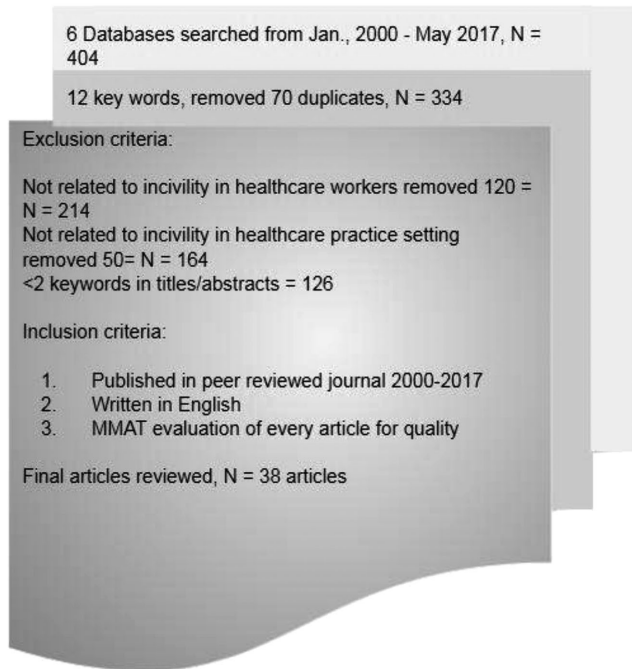 6 Databases searched from Jan., 2000 - May 2017, N =
404
12 key words, removed 70 duplicates, N = 334
Exclusion criteria:
Not related to incivility in healthcare workers removed 120 =
N = 214
Not related to incivility in healthcare practice setting
removed 50= N = 164
<2 keywords in titles/abstracts = 126
Inclusion criteria:
1. Published in peer reviewed journal 2000-2017
2. Written in English
3. MMAT evaluation of every article for quality
Final articles reviewed, N = 38 articles